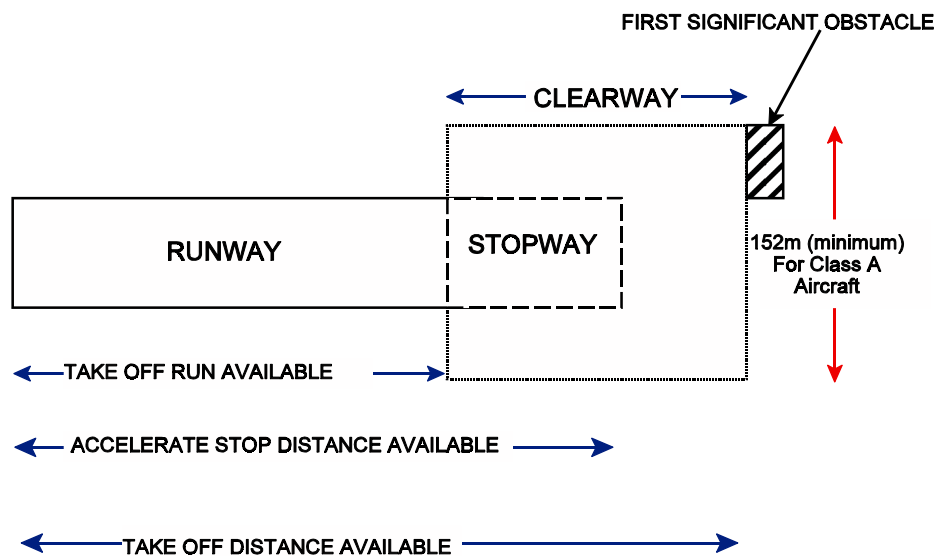 FIRST SIGNIFICANT OBSTACLE
CLEARWAY
RUNWAY
STOPWAY
152m (minimum)
For Class A
Aircraft
TAKE OFF RUN AVAILABLE
ACCELERATE STOP DISTANCE AVAILABLE
TAKE OFF DISTANCE AVAILABLE